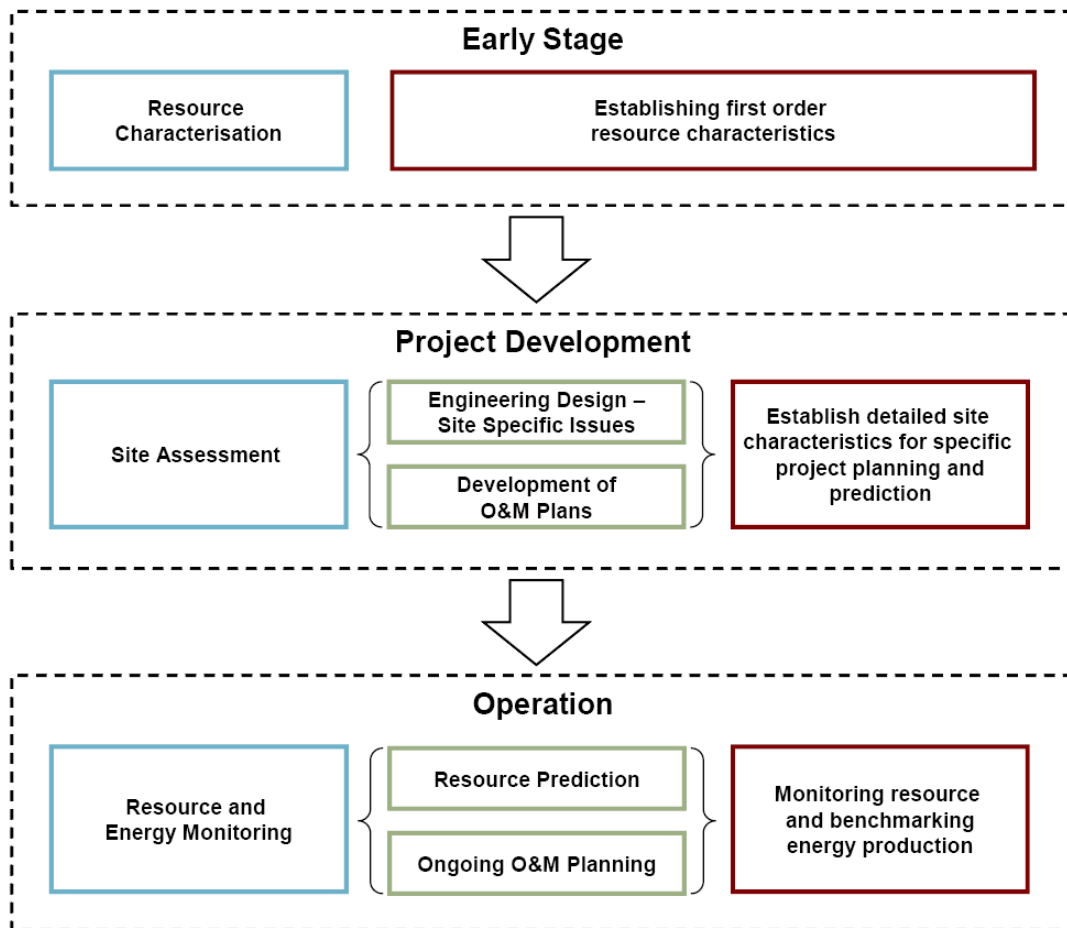 Early Stage
Resource
Characterisation
Establishing first order
resource characteristics
Project Development
Site Assessment
Engineering Design –
Site Specific Issues
Development of
O&M Plans
Establish detailed site
characteristics for specific
project planning and
prediction
Operation
Resource and
Energy Monitoring
Resource Prediction
Ongoing O&M Planning
Monitoring resource
and benchmarking
energy production